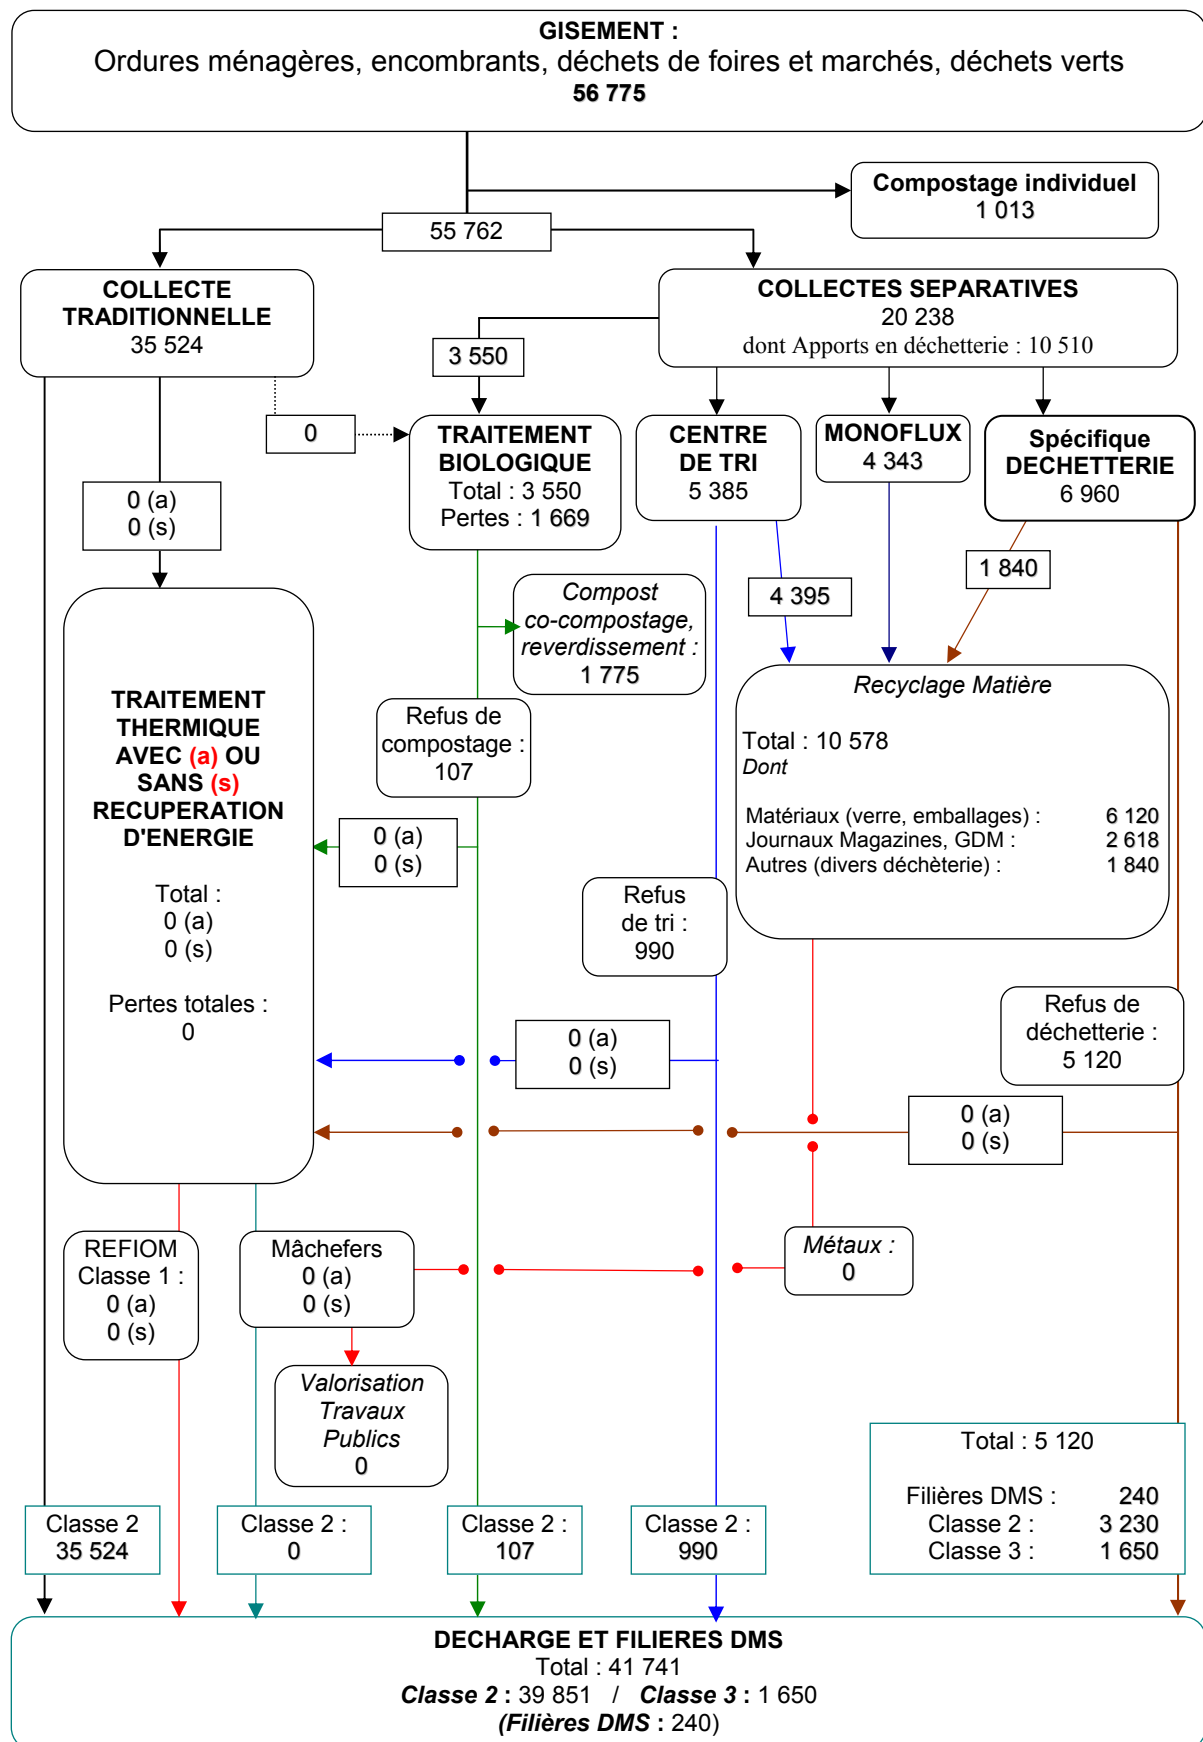 GISEMENT :
Ordures ménagères, encombrants, déchets de foires et marchés, déchets verts
56 775
Compostage individuel
1 013
55 762
COLLECTE
TRADITIONNELLE
35 524
COLLECTES SEPARATIVES
20 238
dont Apports en déchetterie : 10 510
3 550
0
TRAITEMENT
BIOLOGIQUE
Total : 3 550
Pertes : 1 669
CENTRE
DE TRI
5 385
MONOFLUX
4 343
Spécifique
DECHETTERIE
6 960
0 (a)
0 (s)
4 395
1 840
Compost
co-compostage,
reverdissement :
1 775
TRAITEMENT
THERMIQUE
AVEC (a) OU
SANS (s)
RECUPERATION
D'ENERGIE
Total :
0 (a)
0 (s)
Pertes totales :
0
Refus de
compostage :
107
0 (a)
0 (s)
Recyclage Matière
Total : 10 578
Dont
Matériaux (verre, emballages) : 6 120
Journaux Magazines, GDM : 2 618
Autres (divers déchèterie) : 1 840
Refus
de tri :
990
Refus de
déchetterie :
5 120
0 (a)
0 (s)
0 (a)
0 (s)
REFIOM
Classe 1 :
0 (a)
0 (s)
Mâchefers
0 (a)
0 (s)
Métaux :
0
Valorisation
Travaux
Publics
0
Total : 5 120
Filières DMS : 240
Classe 2 : 3 230
Classe 3 : 1 650
Classe 2
35 524
Classe 2 :
0
Classe 2 :
107
Classe 2 :
990
DECHARGE ET FILIERES DMS
Total : 41 741
Classe 2 : 39 851 / Classe 3 : 1 650
(Filières DMS : 240)